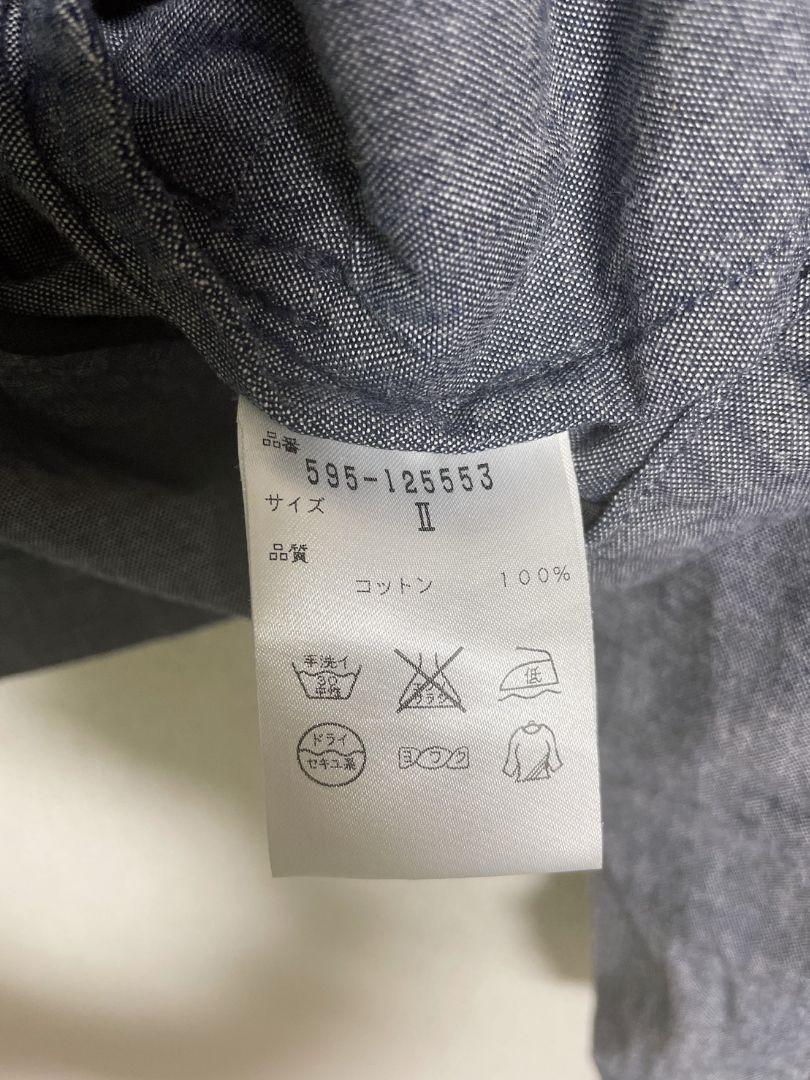 品番
595-125553
サイズ
Ⅱ
品質
コットン 100%
手洗イ
30
中性
低
ドライ
セキユ系
ヨワク